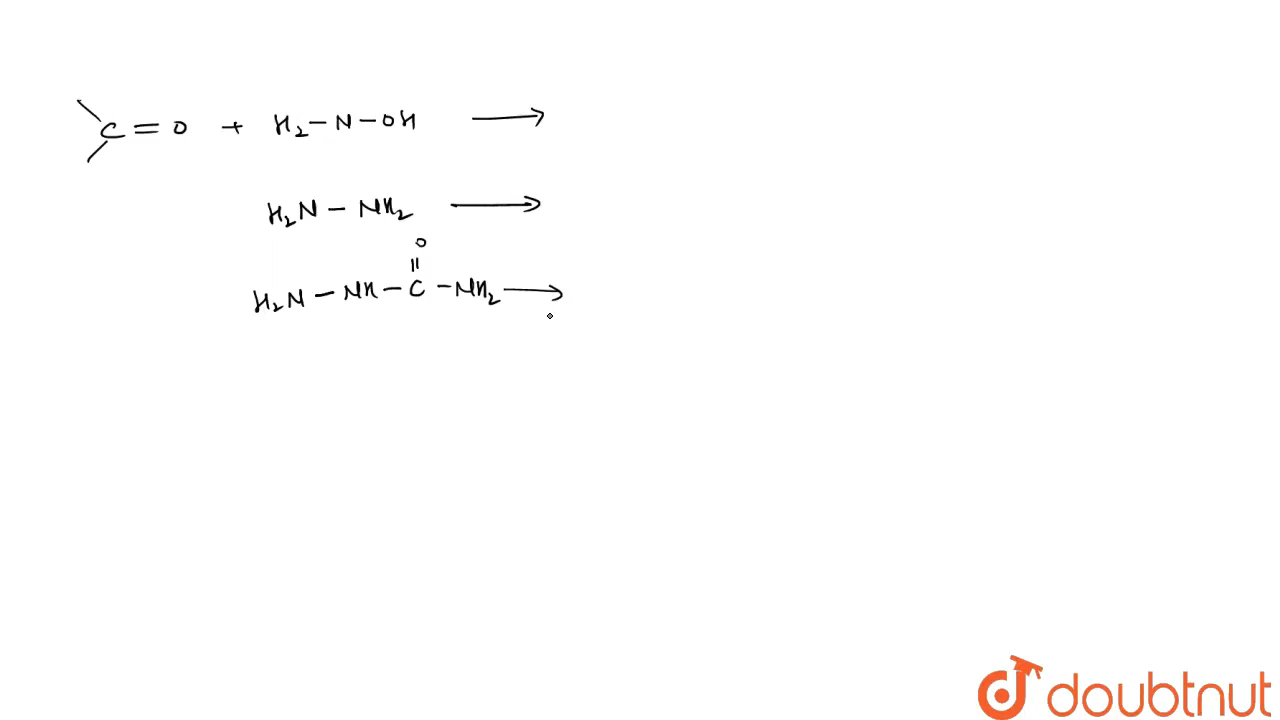 C = O + H₂ - N - OH →
H₂N - NH₂ →
O
||
H₂N - NH - C - NH₂ →
doubtnut